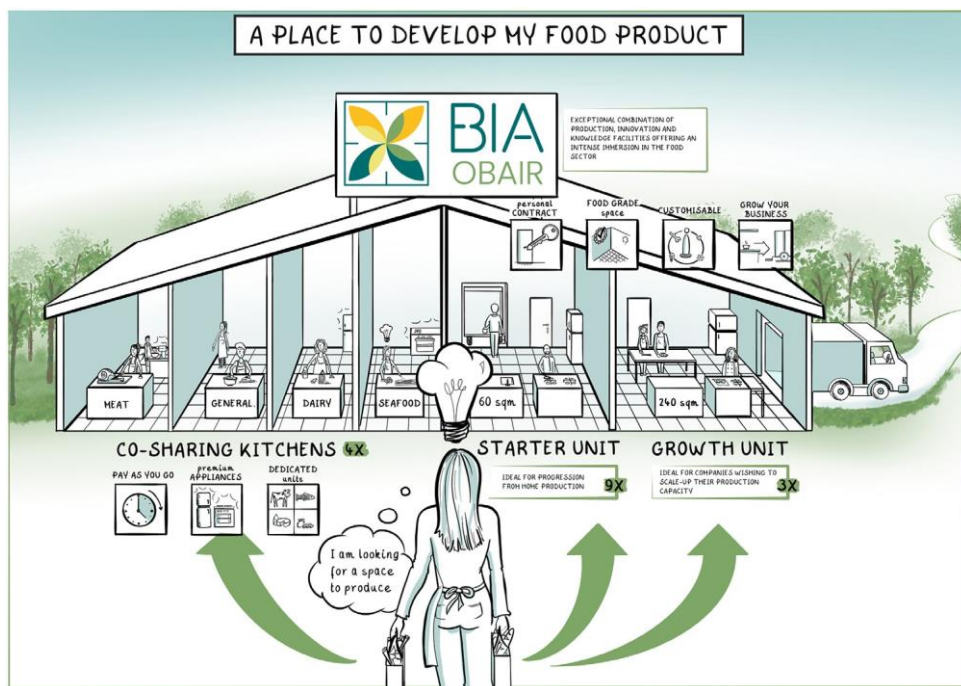 A PLACE TO DEVELOP MY FOOD PRODUCT
BIA
OBAIR
EXCEPTIONAL COMBINATION OF
PRODUCTION, INNOVATION AND
KNOWLEDGE FACILITIES OFFERING AN
INTENSE IMMERSION IN THE FOOD
SECTOR
personal
CONTRACT
FOOD GRADE
space
CUSTOMISABLE
GROW YOUR
BUSINESS
MEAT
GENERAL
DAIRY
SEAFOOD
60 sqm
240 sqm
CO-SHARING KITCHENS 4X
PAY AS YOU GO
premium
APPLIANCES
DEDICATED
units
STARTER UNIT
IDEAL FOR PROGRESSION
FROM HOME PRODUCTION
9X
GROWTH UNIT
IDEAL FOR COMPANIES WISHING TO
SCALE-UP THEIR PRODUCTION
CAPACITY
3X
I am looking
for a space
to produce